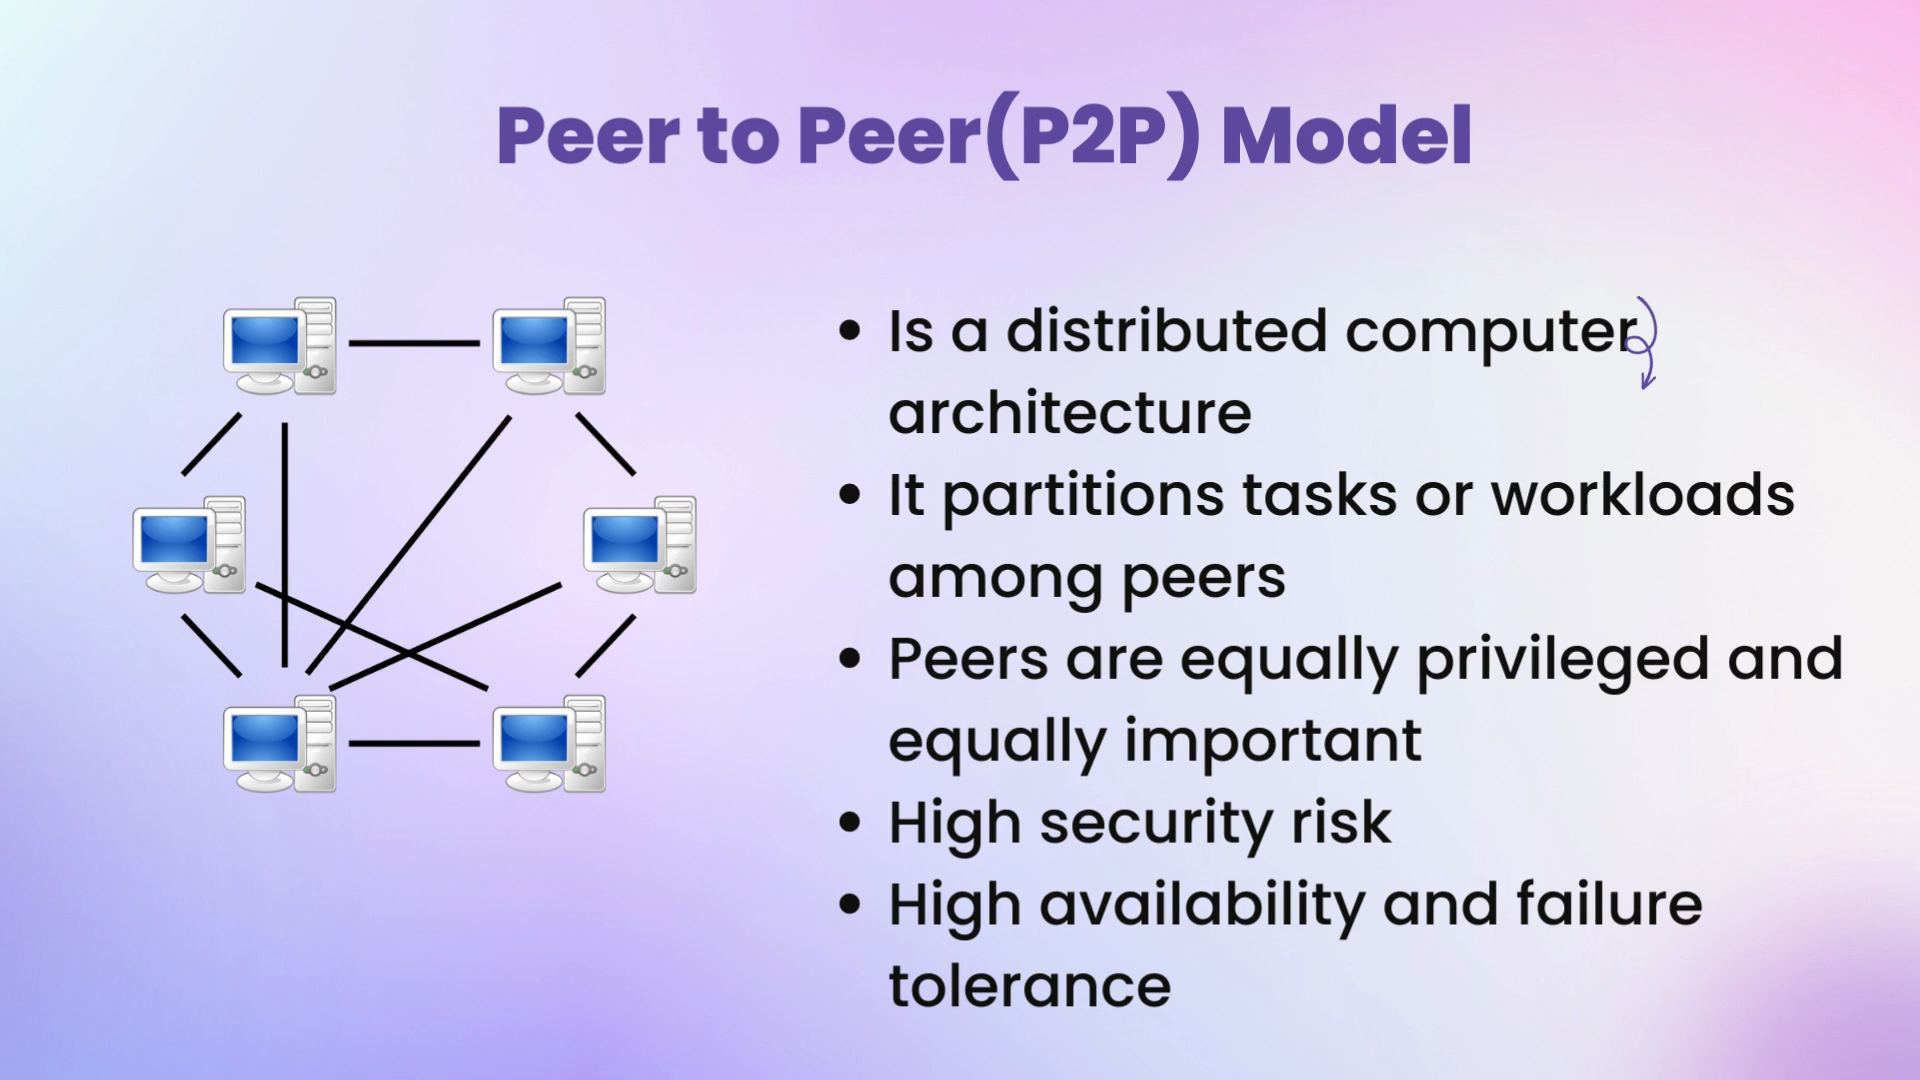 Peer to Peer(P2P) Model
• Is a distributed computer
architecture
• It partitions tasks or workloads
among peers
• Peers are equally privileged and
equally important
• High security risk
• High availability and failure
tolerance